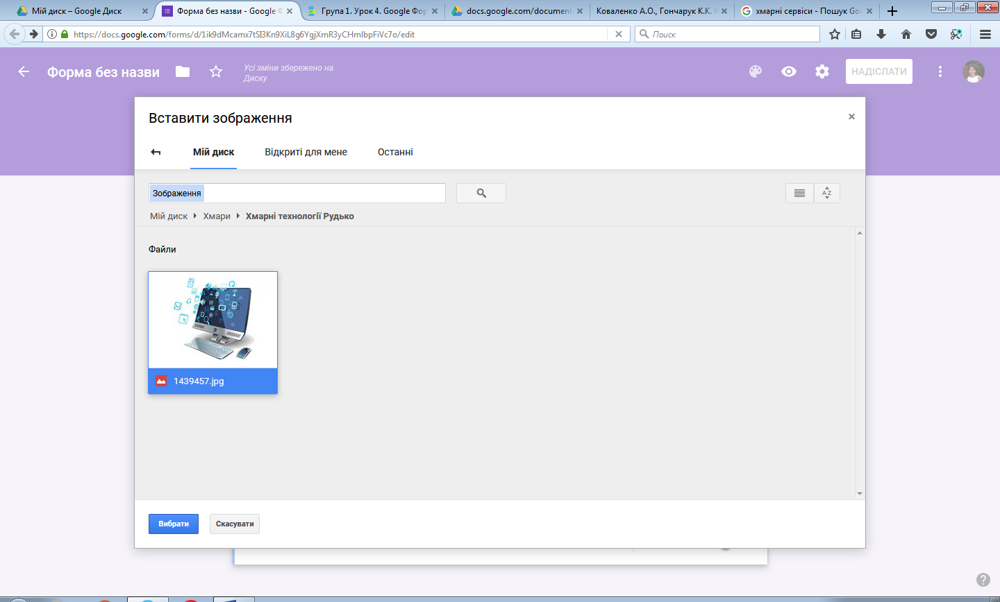 Мій диск – Google Диск
Форма без назви - Google Ф
Група 1. Урок 4. Google Фор
docs.google.com/document
Коваленко А.О., Гончарук К.К. Ф
хмарні сервіси - Пошук Goo
https://docs.google.com/forms/d/1ik9dMcamx7tSI3Kn9XiL8g6YgjXmR3yCHmIbpFiVc7o/edit
Поиск
Форма без назви
Усі зміни збережено на
Диску
НАДІСЛАТИ
Вставити зображення
Мій диск
Відкриті для мене
Останні
Зображення
A Z
Мій диск
Хмари
Хмарні технології Рудько
Файли
1439457.jpg
Вибрати
Скасувати